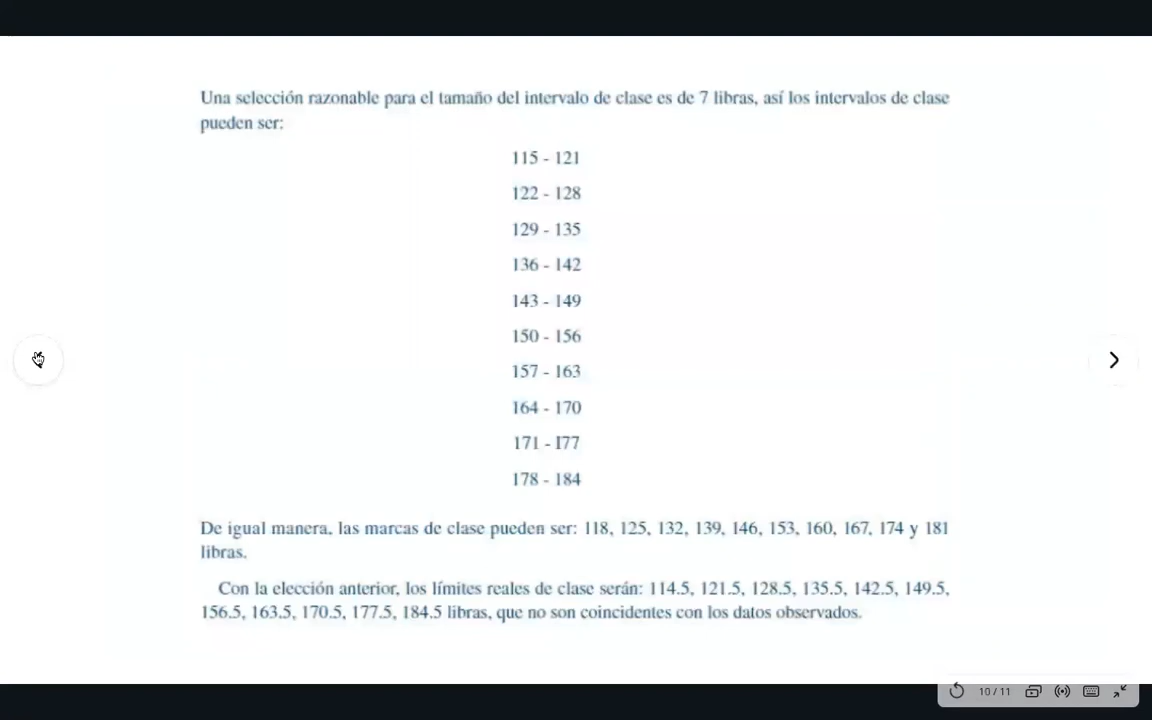 Una selección razonable para el tamaño del intervalo de clase es de 7 libras, así los intervalos de clase
pueden ser:
115 - 121
122 - 128
129 - 135
136 - 142
143 - 149
150 - 156
157 - 163
164 - 170
171 - I77
178 - 184
De igual manera, las marcas de clase pueden ser: 118, 125, 132, 139, 146, 153, 160, 167, 174 y 181
libras.
Con la elección anterior, los límites reales de clase serán: 114.5, 121.5, 128.5, 135.5, 142.5, 149.5,
156.5, 163.5, 170.5, 177.5, 184.5 libras, que no son coincidentes con los datos observados.
10 / 11